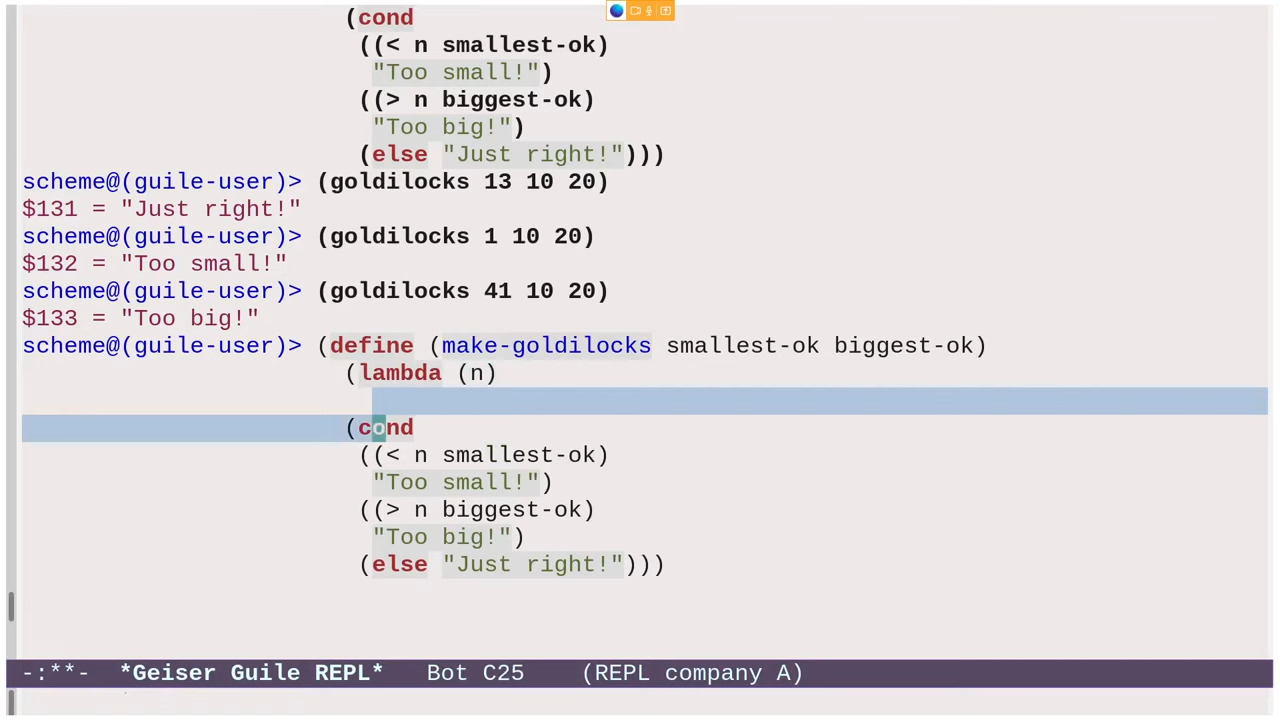 (cond
((< n smallest-ok)
"Too small!")
((> n biggest-ok)
"Too big!")
(else "Just right!")))
scheme@(guile-user)> (goldilocks 13 10 20)
$131 = "Just right!"
scheme@(guile-user)> (goldilocks 1 10 20)
$132 = "Too small!"
scheme@(guile-user)> (goldilocks 41 10 20)
$133 = "Too big!"
scheme@(guile-user)> (define (make-goldilocks smallest-ok biggest-ok)
(lambda (n)
(cond
((< n smallest-ok)
"Too small!")
((> n biggest-ok)
"Too big!")
(else "Just right!")))
-:**- *Geiser Guile REPL* Bot C25 (REPL company A)